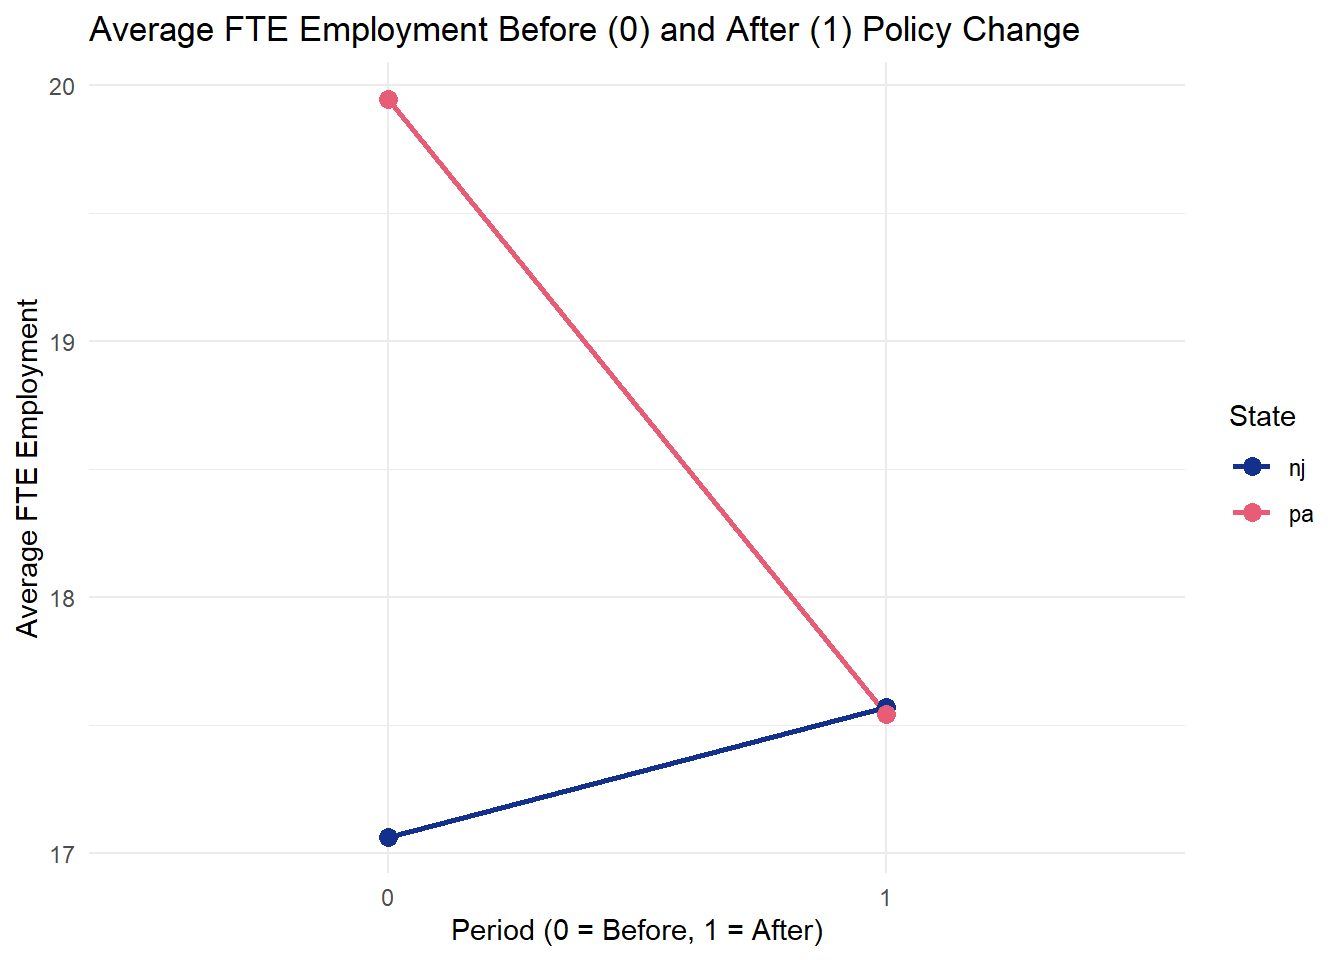 Average FTE Employment Before (0) and After (1) Policy Change
20
19
18
17
Average FTE Employment
0
1
Period (0 = Before, 1 = After)
State
nj
pa